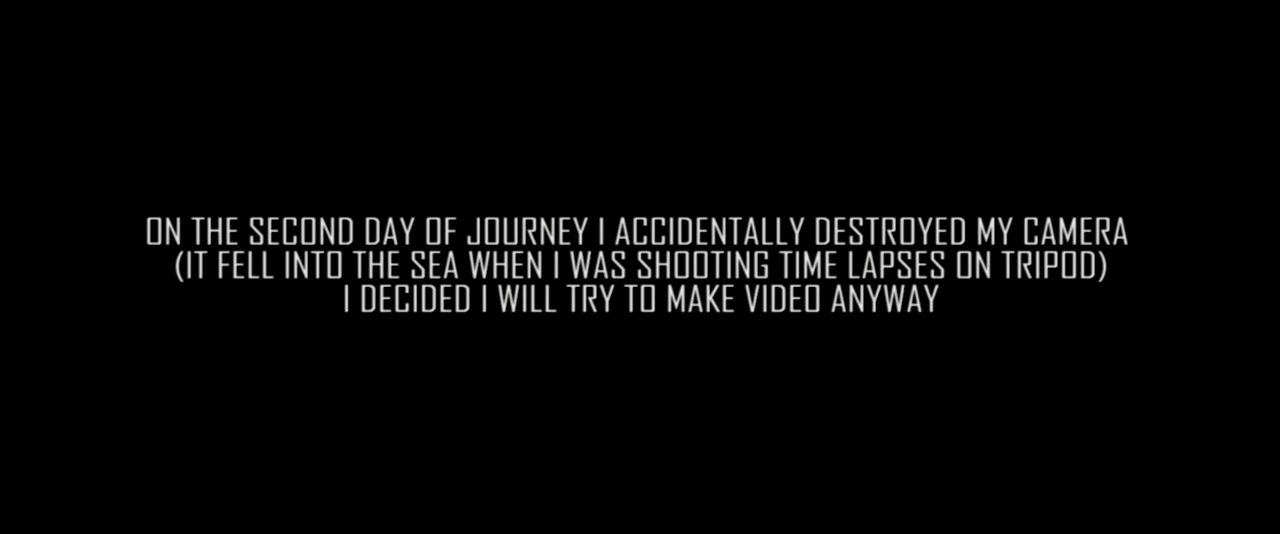 ON THE SECOND DAY OF JOURNEY I ACCIDENTALLY DESTROYED MY CAMERA
(IT FELL INTO THE SEA WHEN I WAS SHOOTING TIME LAPSES ON TRIPOD)
I DECIDED I WILL TRY TO MAKE VIDEO ANYWAY